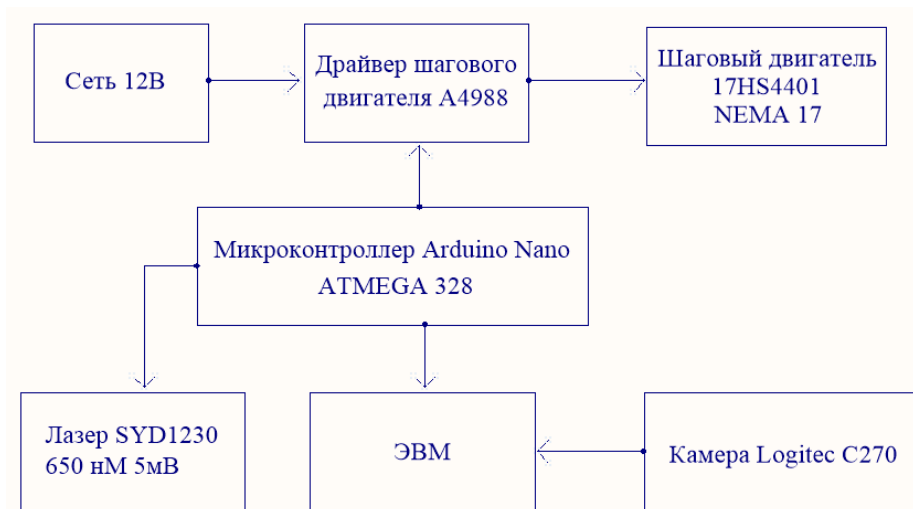 Сеть 12В
Драйвер шагового
двигателя А4988
Шаговый двигатель
17HS4401
NEMA 17
Микроконтроллер Arduino Nano
ATMEGA 328
Лазер SYD1230
650 нМ 5мВ
ЭВМ
Камера Logitec C270